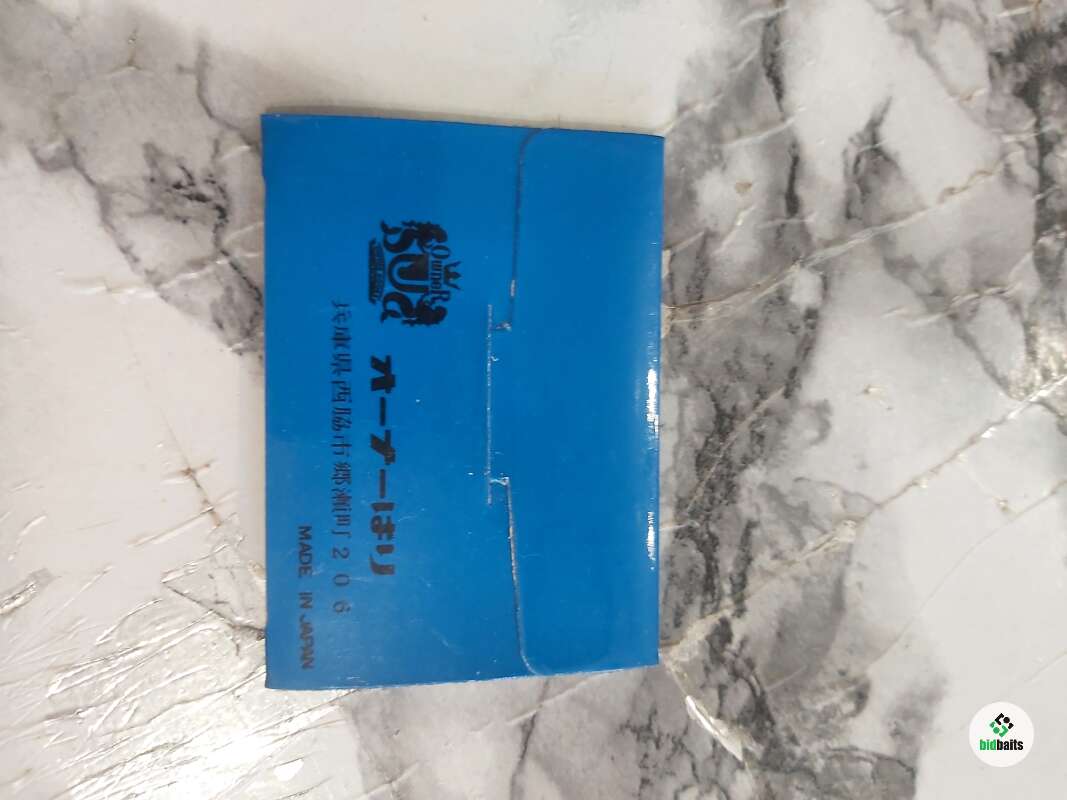 OwneR
オーナーばり
兵庫県西脇市郷瀬町２０６
MADE IN JAPAN
bidbaits